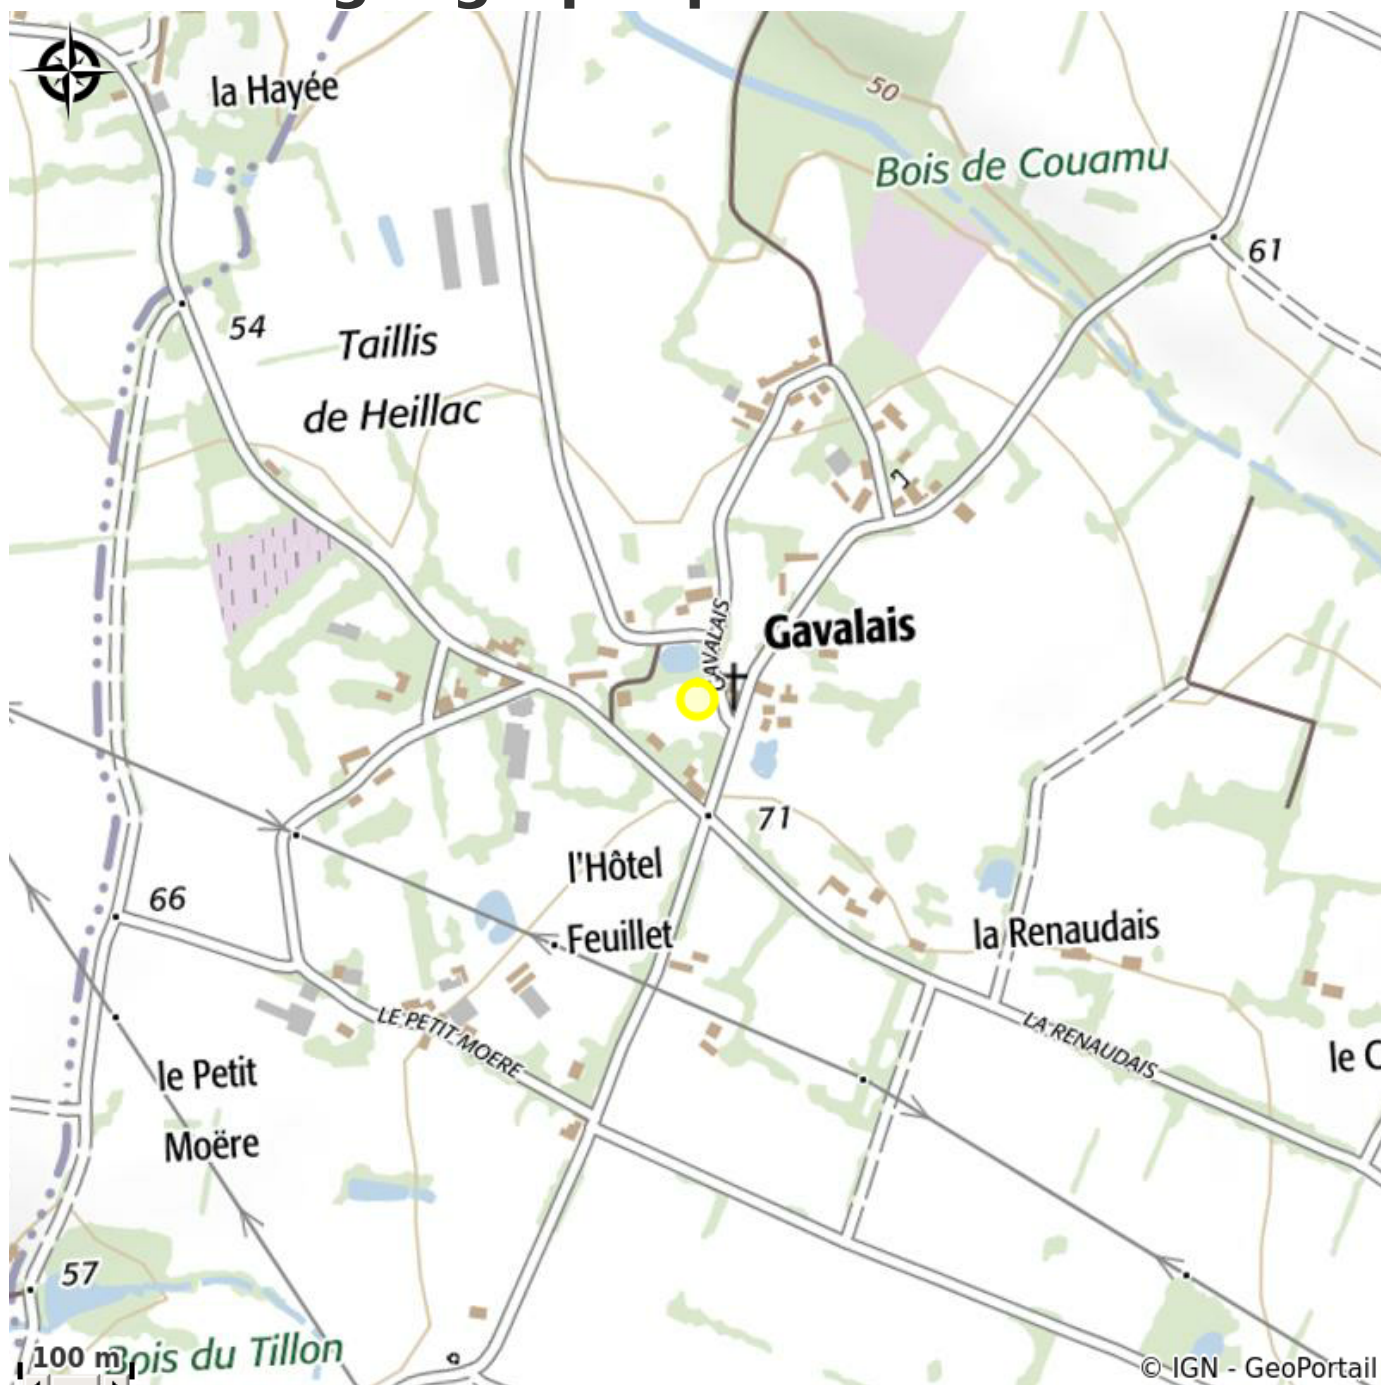 la Hayée
50
Bois de Couamu
61
54
Taillis
de Heillac
GAVALAIS
Gavalais
71
l'Hôtel
Feuillet
66
la Renaudais
LE PETIT MOERE
LA RENAUDAIS
le Petit
Moëre
le C
57
100 m
Bois du Tillon
© IGN - GeoPortail